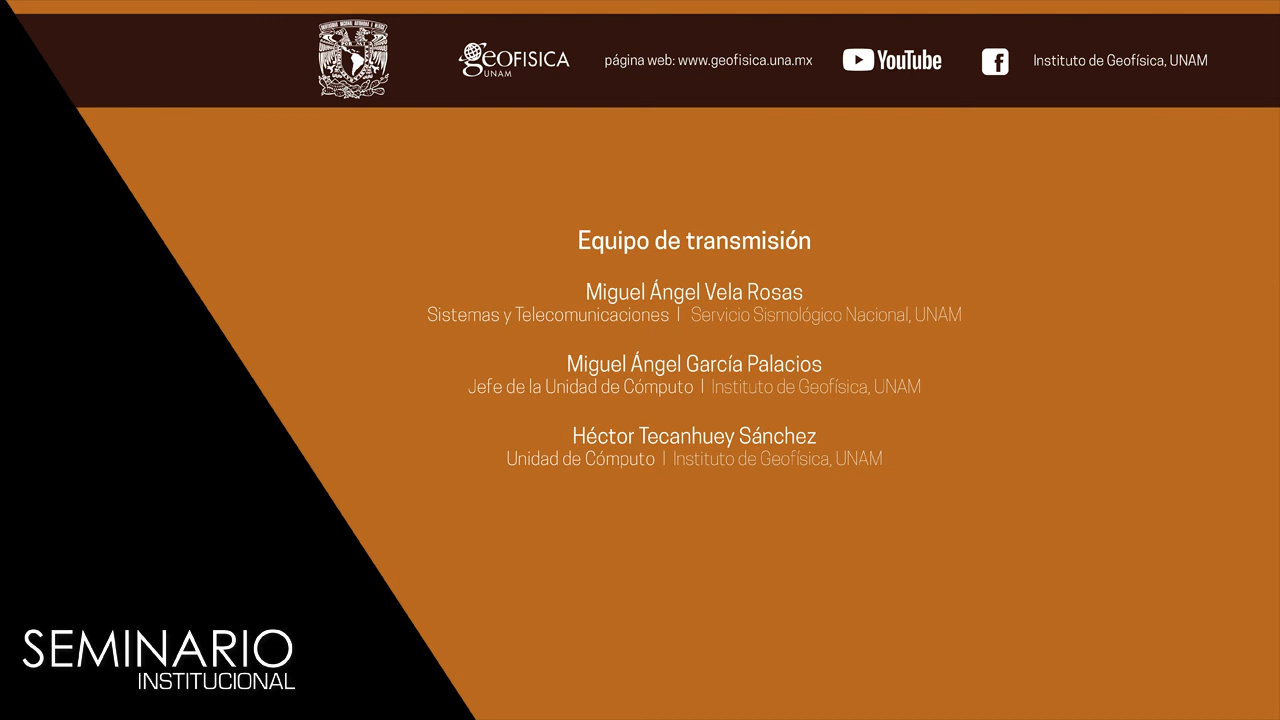 GEOFISICA
UNAM
página web: www.geofisica.una.mx
YouTube
Instituto de Geofísica, UNAM
Equipo de transmisión
Miguel Ángel Vela Rosas
Sistemas y Telecomunicaciones | Servicio Sismológico Nacional, UNAM
Miguel Ángel García Palacios
Jefe de la Unidad de Cómputo | Instituto de Geofísica, UNAM
Héctor Tecanhuey Sánchez
Unidad de Cómputo | Instituto de Geofísica, UNAM
SEMINARIO
INSTITUCIONAL